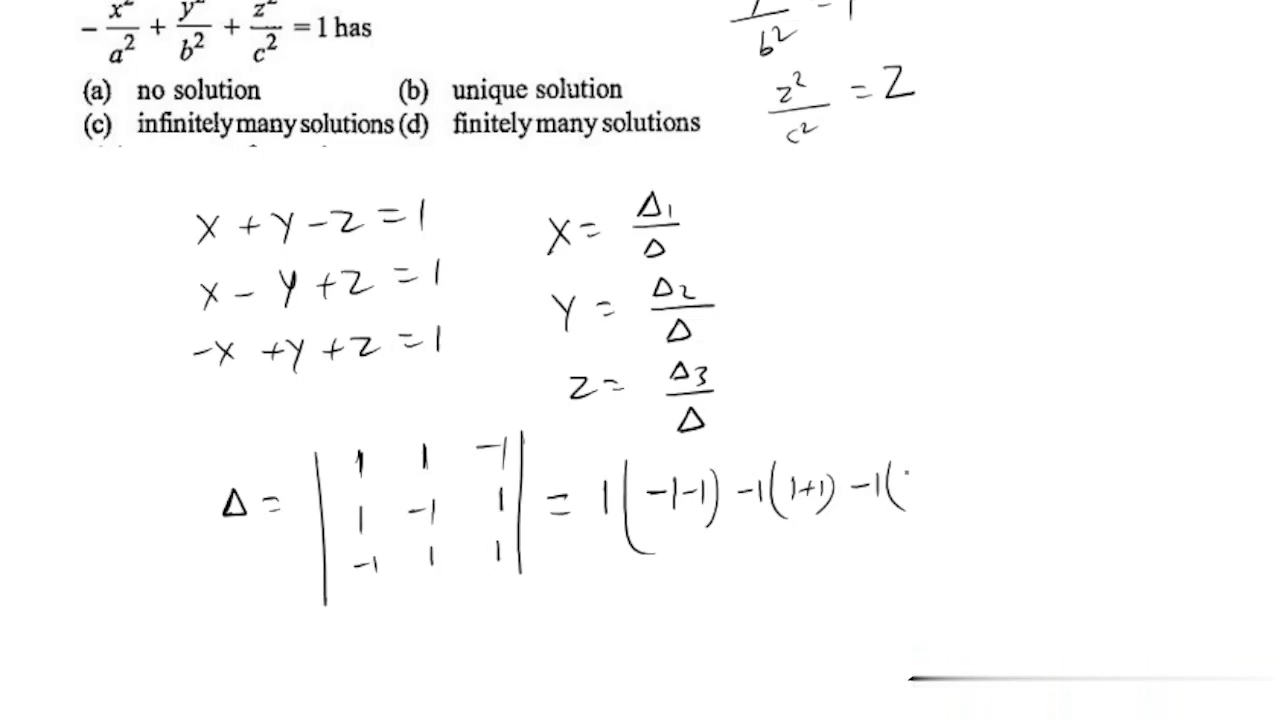 - x²/a² + y²/b² + z²/c² = 1 has
b²
(a) no solution (b) unique solution
(c) infinitely many solutions (d) finitely many solutions
z²/c² = Z
X + Y - Z = 1
X - Y + Z = 1
-X + Y + Z = 1
X = Δ1/Δ
Y = Δ2/Δ
Z = Δ3/Δ
Δ = | 1 1 -1 | = 1(-1-1) -1(1+1) -1(
| 1 -1 1 |
| -1 1 1 |